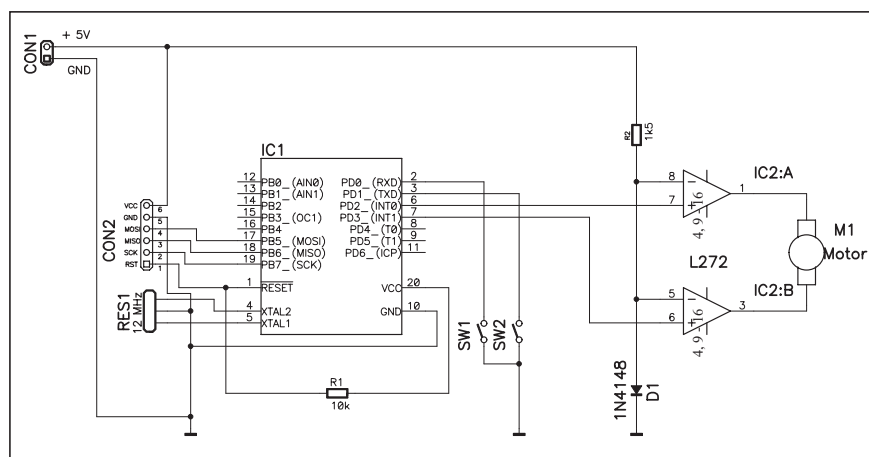 CON1
+ 5V
GND
CON2
VCC
GND
MOSI
MISO
SCK
RST
6
5
4
3
2
1
RES1
12 MHz
IC1
12 PB0_(AIN0)
13 PB1_(AIN1)
14 PB2
15 PB3_(OC1)
16 PB4
17 PB5_(MOSI)
18 PB6_(MISO)
19 PB7_(SCK)
1 RESET
4 XTAL2
5 XTAL1
PD0_(RXD) 2
PD1_(TXD) 3
PD2_(INT0) 6
PD3_(INT1) 7
PD4_(T0) 8
PD5_(T1) 9
PD6_(ICP) 11
VCC 20
GND 10
R1
10k
SW1
SW2
R2
1k5
1N4148
D1
8
7
1
4, 9-16
IC2:A
L272
5
6
3
4, 9-16
IC2:B
M1
Motor